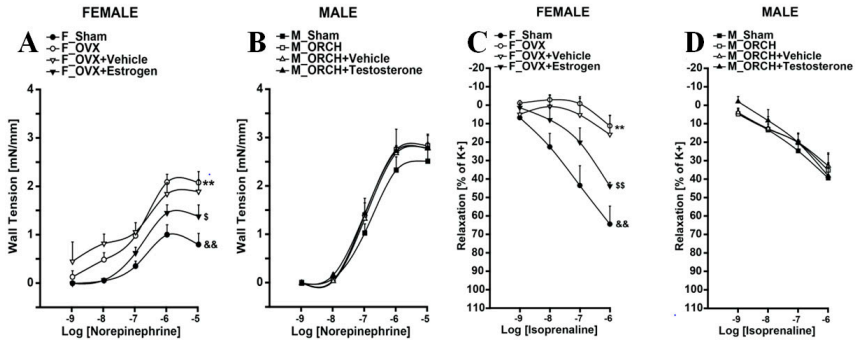 FEMALE
A
F_Sham
F_OVX
F_OVX+Vehicle
F_OVX+Estrogen
Wall Tension [mN/mm]
4
3
2
1
0
**
$
&&
-9 -8 -7 -6 -5
Log [Norepinephrine]
MALE
B
M_Sham
M_ORCH
M_ORCH+Vehicle
M_ORCH+Testosterone
Wall Tension [mN/mm]
4
3
2
1
0
-9 -8 -7 -6 -5
Log [Norepinephrine]
FEMALE
C
F_Sham
F_OVX
F_OVX+Vehicle
F_OVX+Estrogen
Relaxation [% of K+]
-20
-10
0
10
20
30
40
50
60
70
80
90
100
110
**
$$
&&
-9 -8 -7 -6
Log [Isoprenaline]
MALE
D
M_Sham
M_ORCH
M_ORCH+Vehicle
M_ORCH+Testosterone
Relaxation [% of K+]
-20
-10
0
10
20
30
40
50
60
70
80
90
100
110
-9 -8 -7 -6
Log [Isoprenaline]